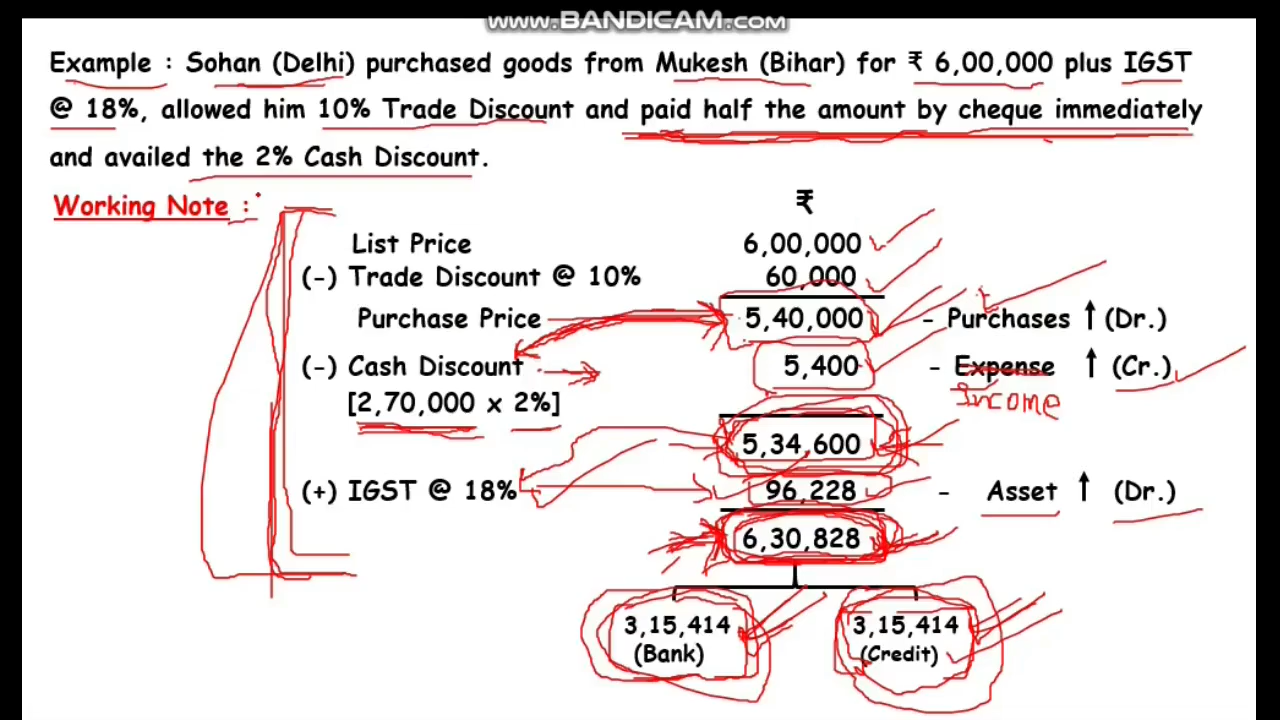 www.BANDICAM.com
Example : Sohan (Delhi) purchased goods from Mukesh (Bihar) for ₹ 6,00,000 plus IGST
@ 18%, allowed him 10% Trade Discount and paid half the amount by cheque immediately
and availed the 2% Cash Discount.
Working Note :
₹
List Price 6,00,000
(-) Trade Discount @ 10% 60,000
Purchase Price 5,40,000 - Purchases ↑ (Dr.)
(-) Cash Discount 5,400 - Expense ↑ (Cr.)
[2,70,000 x 2%] Income
5,34,600
(+) IGST @ 18% 96,228 - Asset ↑ (Dr.)
6,30,828
3,15,414 3,15,414
(Bank) (Credit)